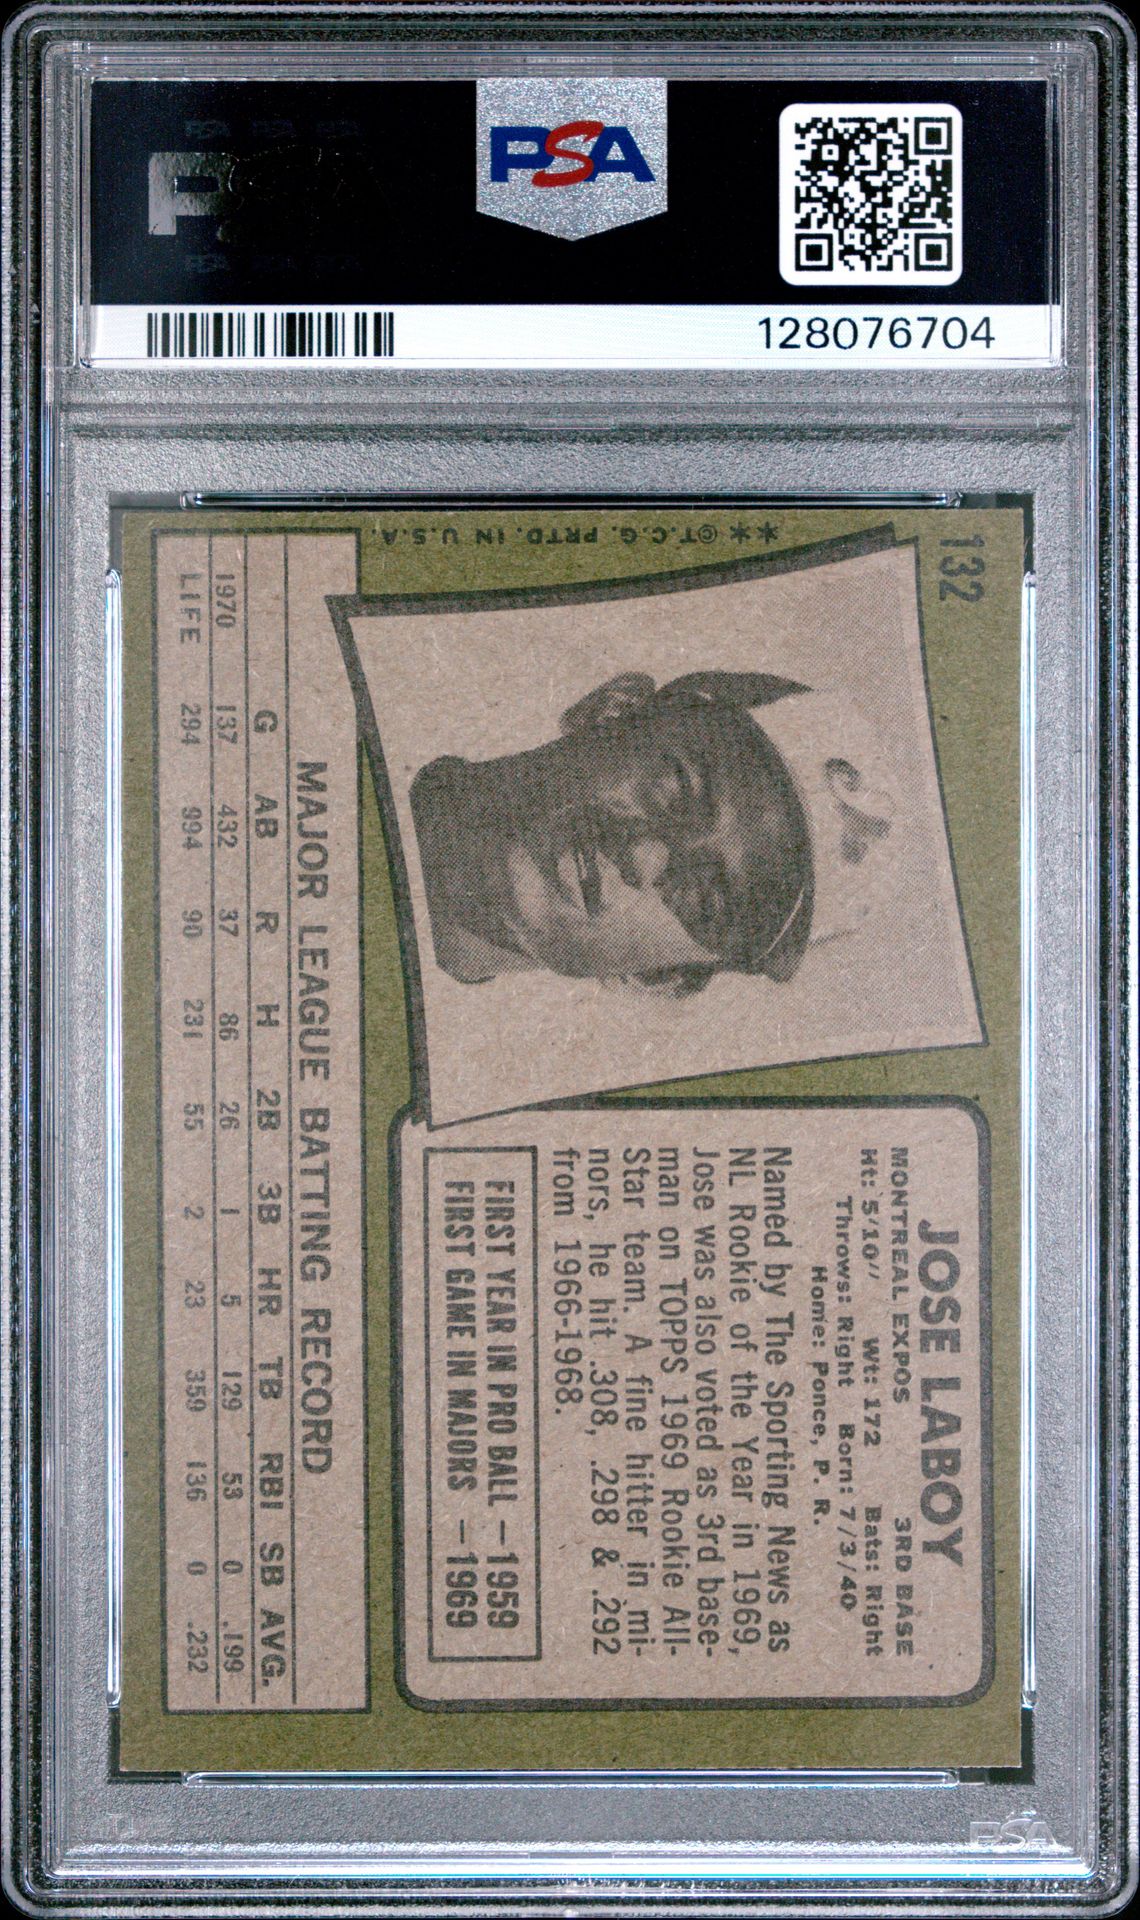 PSA
PSA
128076704
132
**©T.C.G. PRTD. IN U.S.A.
JOSE LABOY
MONTREAL EXPOS 3RD BASE
Ht: 5'10" Wt: 172 Bats: Right
Throws: Right Born: 7/3/40
Home: Ponce, P. R.
Named by The Sporting News as
NL Rookie of the Year in 1969,
Jose was also voted as 3rd base-
man on TOPPS 1969 Rookie All-
Star team. A fine hitter in mi-
nors, he hit .308, .298 & .292
from 1966-1968.
FIRST YEAR IN PRO BALL —1959
FIRST GAME IN MAJORS —1969
MAJOR LEAGUE BATTING RECORD
G AB R H 2B 3B HR TB RBI SB AVG.
1970 137 432 37 86 26 1 5 129 53 0 .199
LIFE 294 994 90 231 55 2 23 359 136 0 .232
PSA